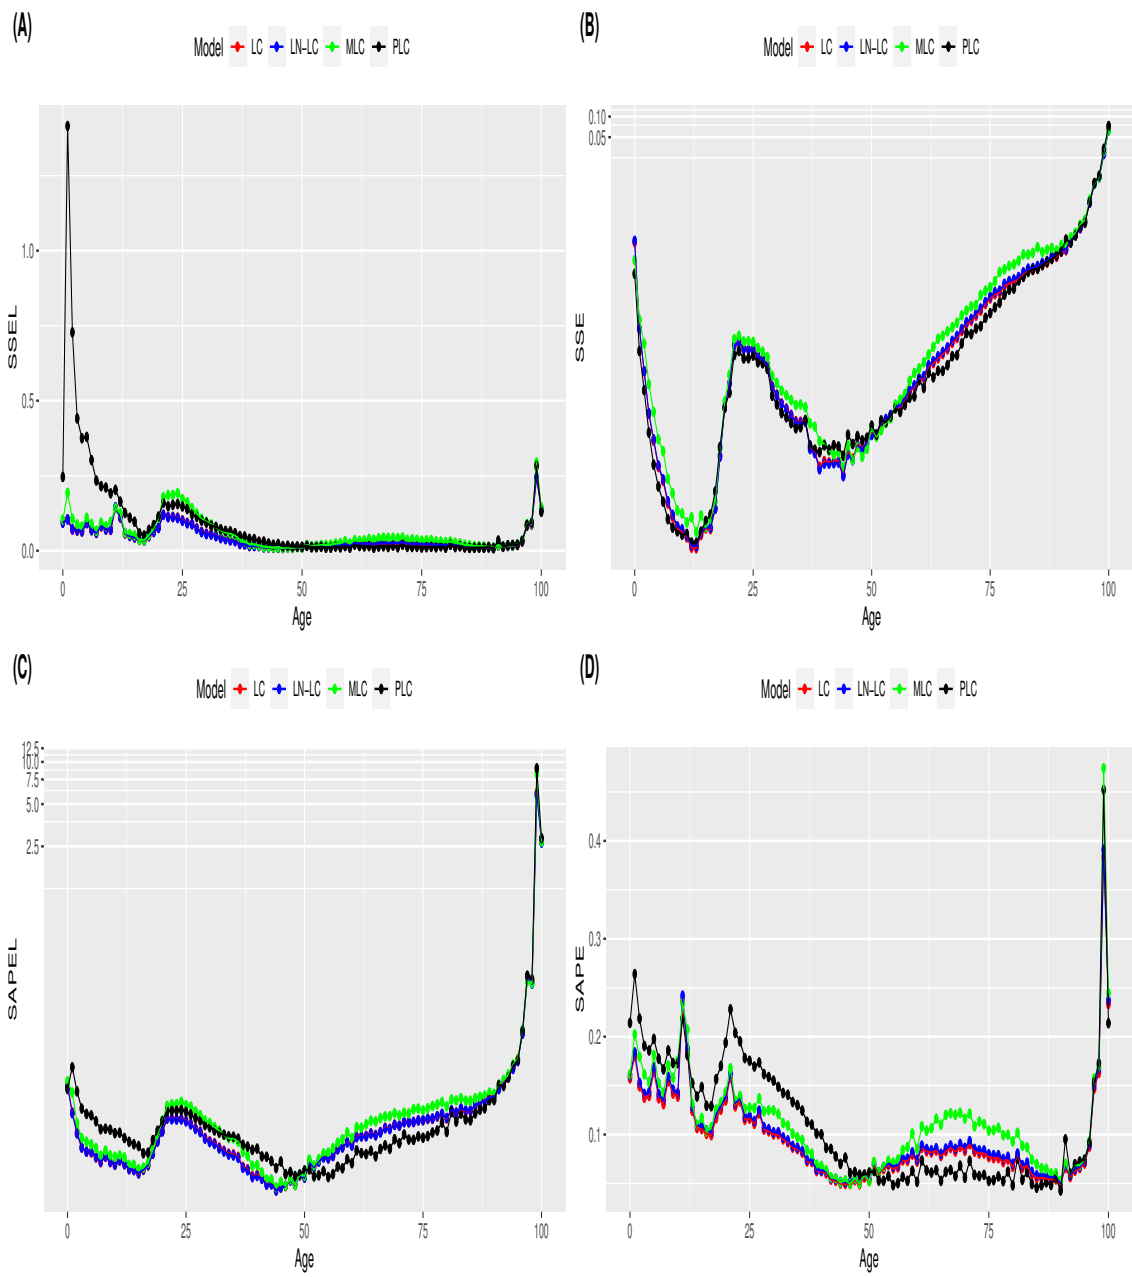 (A)
Model LC LN-LC MLC PLC
1.0
0.5
0.0
SSEL
0 25 50 75 100
Age
(B)
Model LC LN-LC MLC PLC
0.10
0.05
SSE
0 25 50 75 100
Age
(C)
Model LC LN-LC MLC PLC
12.5
10.0
7.5
5.0
2.5
SAPEL
0 25 50 75 100
Age
(D)
Model LC LN-LC MLC PLC
0.4
0.3
0.2
0.1
SAPE
0 25 50 75 100
Age